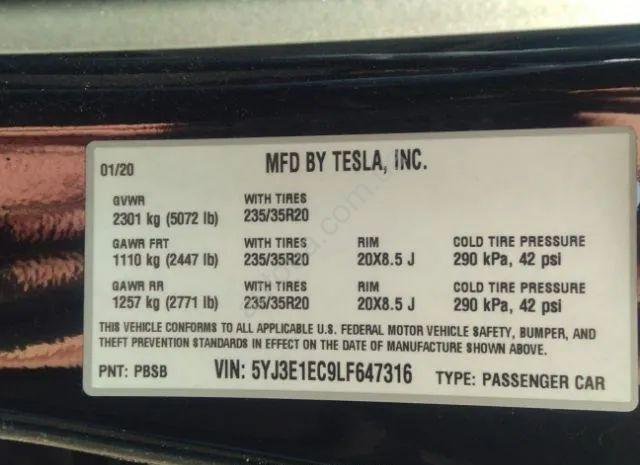 01/20 MFD BY TESLA, INC.
GVWR WITH TIRES
2301 kg (5072 lb) 235/35R20
GAWR FRT WITH TIRES RIM COLD TIRE PRESSURE
1110 kg (2447 lb) 235/35R20 20X8.5 J 290 kPa, 42 psi
GAWR RR WITH TIRES RIM COLD TIRE PRESSURE
1257 kg (2771 lb) 235/35R20 20X8.5 J 290 kPa, 42 psi
THIS VEHICLE CONFORMS TO ALL APPLICABLE U.S. FEDERAL MOTOR VEHICLE SAFETY, BUMPER, AND
THEFT PREVENTION STANDARDS IN EFFECT ON THE DATE OF MANUFACTURE SHOWN ABOVE.
PNT: PBSB VIN: 5YJ3E1EC9LF647316 TYPE: PASSENGER CAR